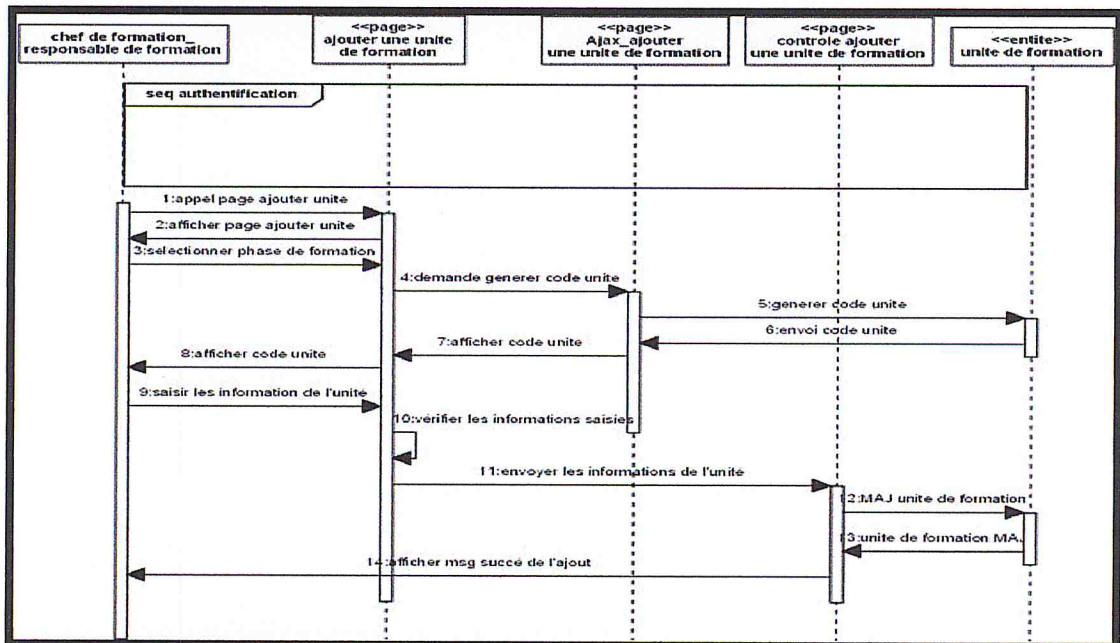 chef de formation_
responsable de formation
<<page>>
ajouter une unite
de formation
<<page>>
Ajax_ajouter
une unite de formation
<<page>>
controle ajouter
une unite de formation
<<entite>>
unite de formation
seq authentification
1:appel page ajouter unite
2:afficher page ajouter unite
3:selectionner phase de formation
4:demande generer code unite
5:generer code unite
6:envoi code unite
7:afficher code unite
8:afficher code unite
9:saisir les information de l'unite
10:vérifier les informations saisies
11:envoyer les informations de l'unité
12:MAJ unite de formation
13:unite de formation MAJ
14:afficher msg succé de l'ajout